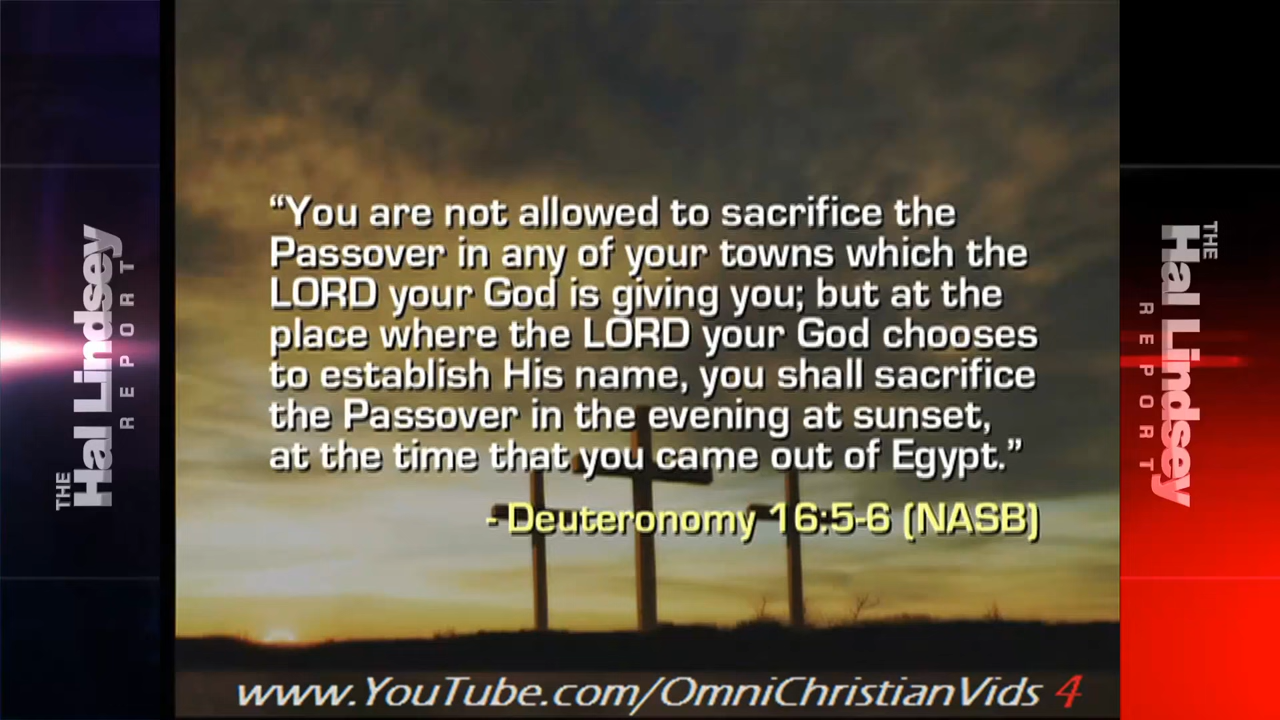 THE
Hal Lindsey
REPORT
“You are not allowed to sacrifice the
Passover in any of your towns which the
LORD your God is giving you; but at the
place where the LORD your God chooses
to establish His name, you shall sacrifice
the Passover in the evening at sunset,
at the time that you came out of Egypt.”
- Deuteronomy 16:5-6 (NASB)
www.YouTube.com/OmniChristianVids 4
THE
Hal Lindsey
REPORT